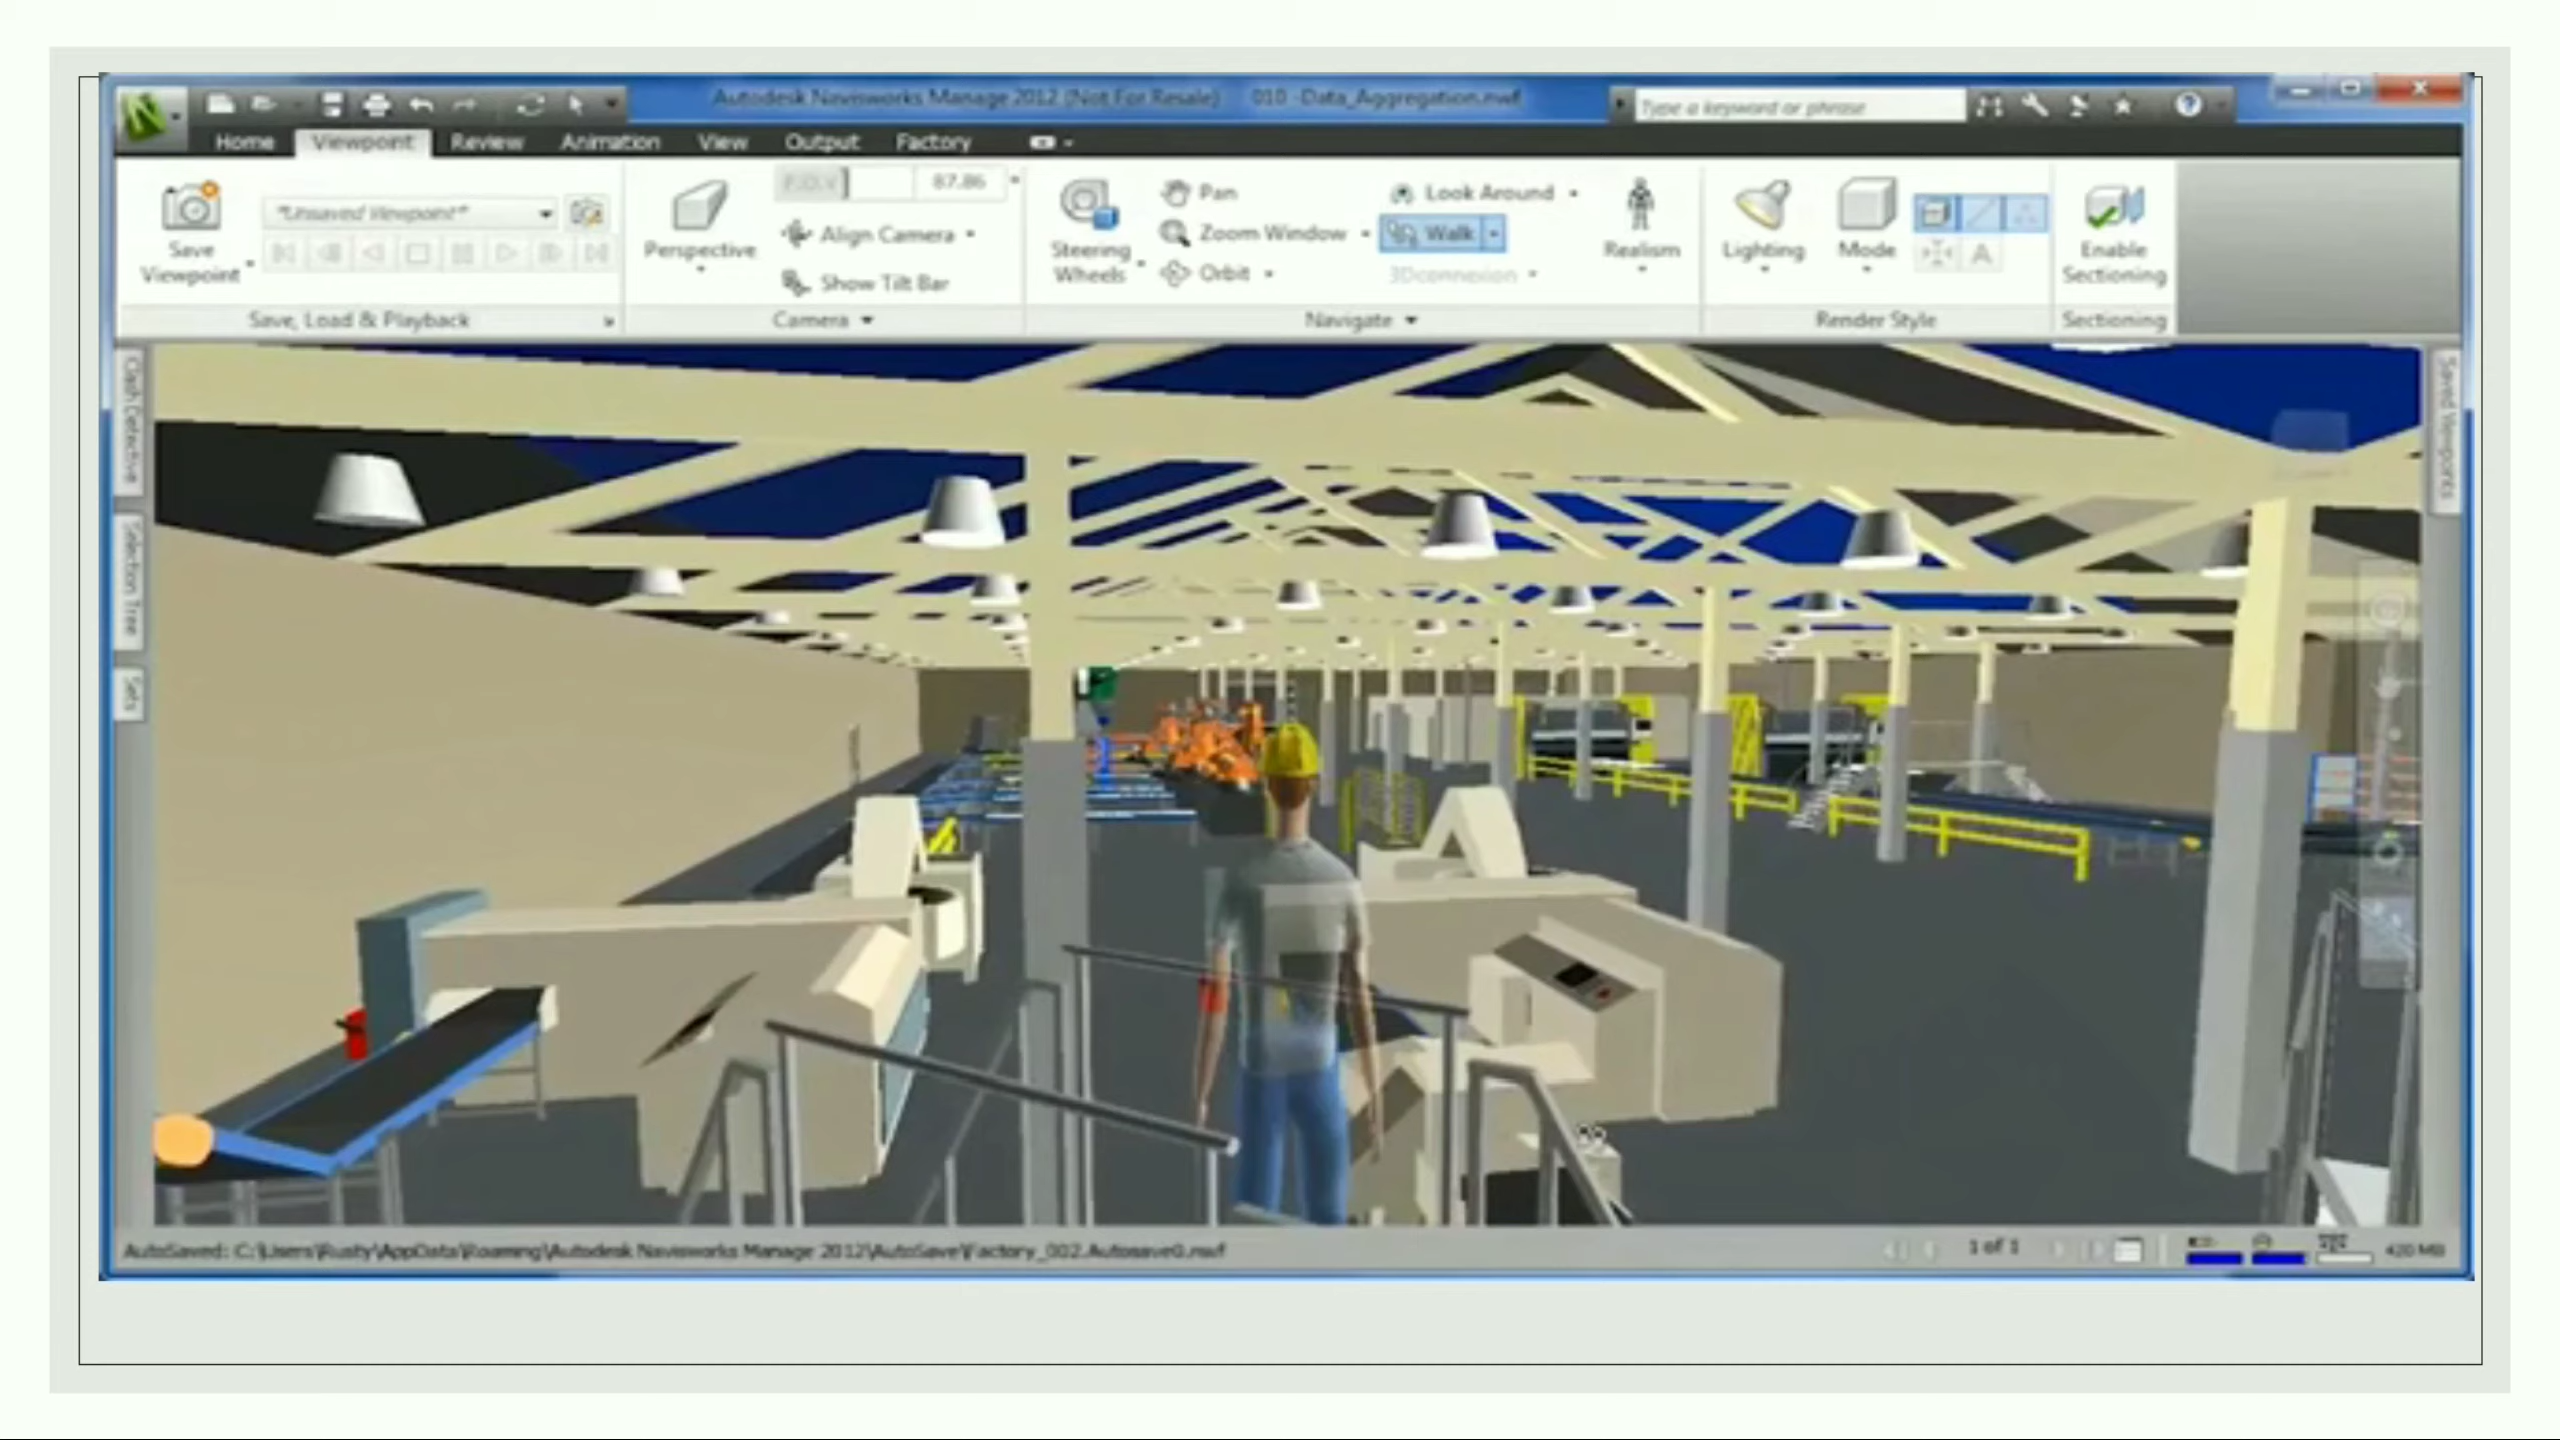 Autodesk Navisworks Manage 2012 (Not For Resale) 010 -Data_Aggregation.nwf
Type a keyword or phrase
Home Viewpoint Review Animation View Output Factory
Save Viewpoint
"Unsaved Viewpoint"
Save, Load & Playback
Perspective
F.O.V. 87.86
Align Camera
Show Tilt Bar
Camera
Steering Wheels
Pan
Zoom Window
Orbit
Look Around
Walk
3Dconnexion
Realism
Navigate
Lighting
Mode
A
Render Style
Enable Sectioning
Sectioning
Clash Detective
Selection Tree
Sets
Saved Viewpoints
AutoSaved: C:\Users\Rusty\AppData\Roaming\Autodesk Navisworks Manage 2012\AutoSave\Factory_002.Autosave0.nwf
1 of 1
420 MB